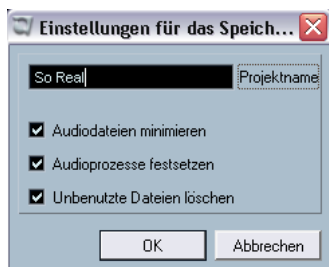 Einstellungen für das Speich...
So Real
Projektname
Audiodateien minimieren
Audioprozesse festsetzen
Unbenutzte Dateien löschen
OK
Abbrechen